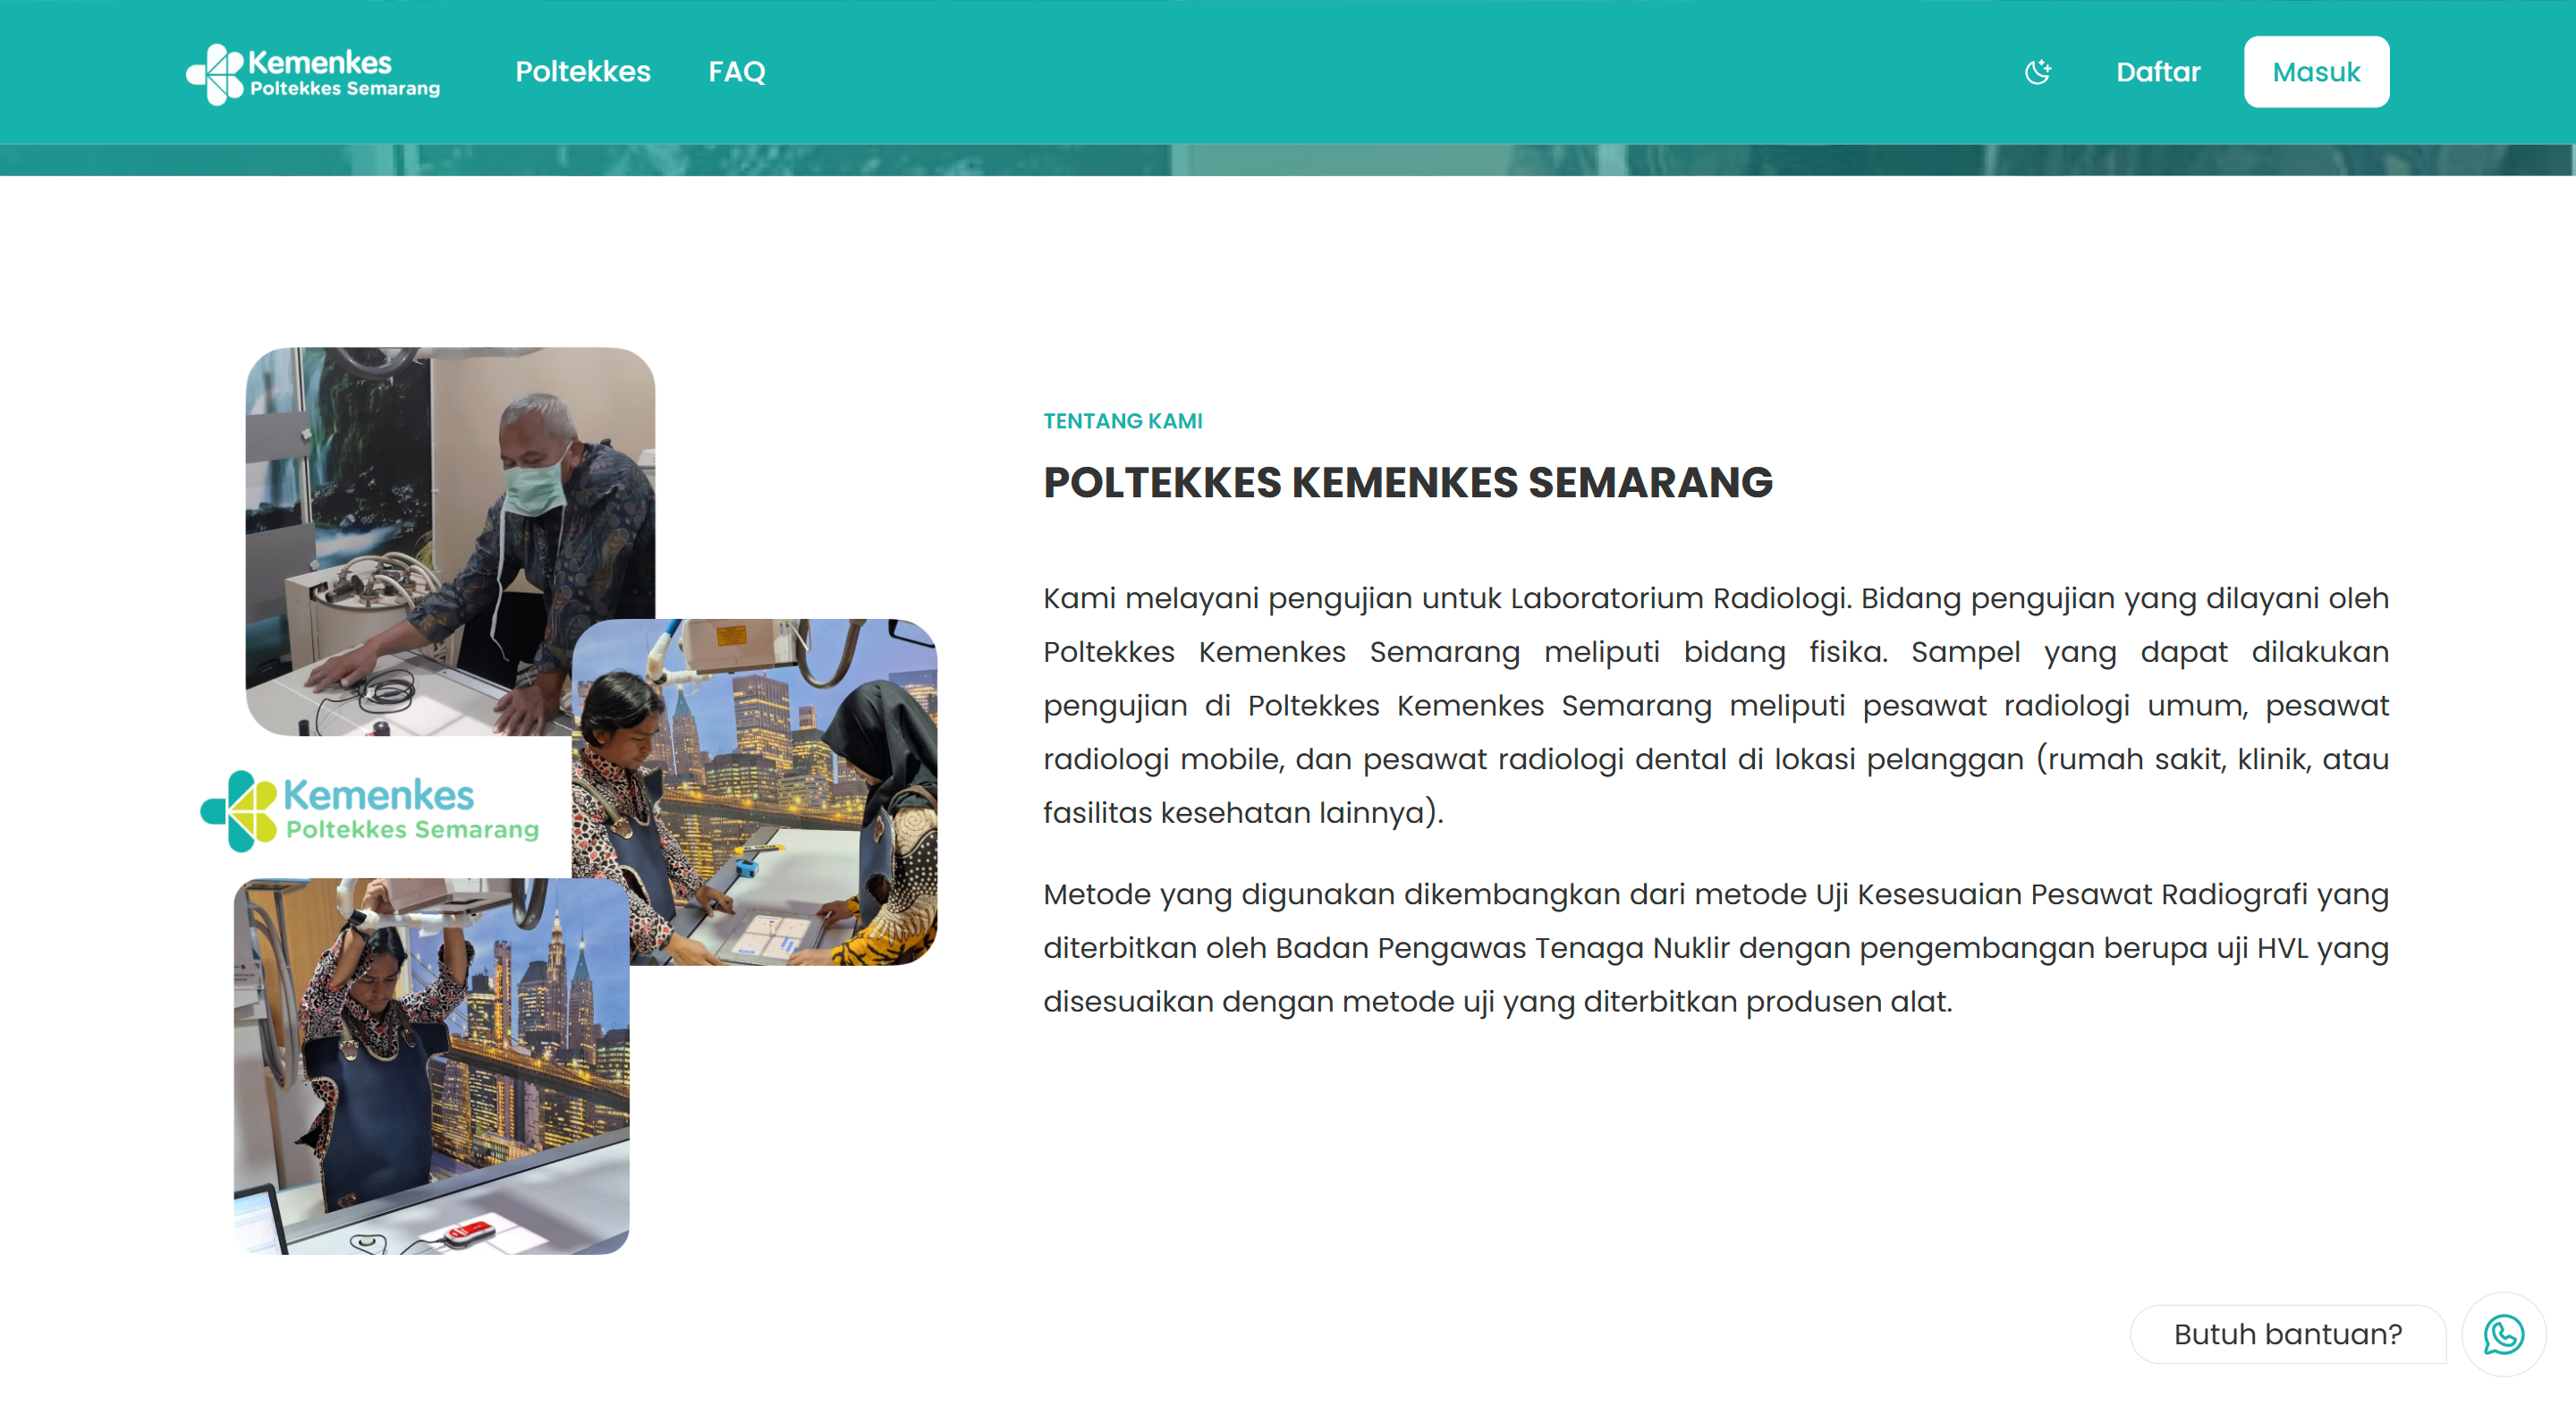 Kemenkes
Poltekkes Semarang
Poltekkes
FAQ
Daftar
Masuk
TENTANG KAMI
POLTEKKES KEMENKES SEMARANG
Kami melayani pengujian untuk Laboratorium Radiologi. Bidang pengujian yang dilayani oleh
Poltekkes Kemenkes Semarang meliputi bidang fisika. Sampel yang dapat dilakukan
pengujian di Poltekkes Kemenkes Semarang meliputi pesawat radiologi umum, pesawat
radiologi mobile, dan pesawat radiologi dental di lokasi pelanggan (rumah sakit, klinik, atau
fasilitas kesehatan lainnya).
Metode yang digunakan dikembangkan dari metode Uji Kesesuaian Pesawat Radiografi yang
diterbitkan oleh Badan Pengawas Tenaga Nuklir dengan pengembangan berupa uji HVL yang
disesuaikan dengan metode uji yang diterbitkan produsen alat.
Kemenkes
Poltekkes Semarang
Butuh bantuan?